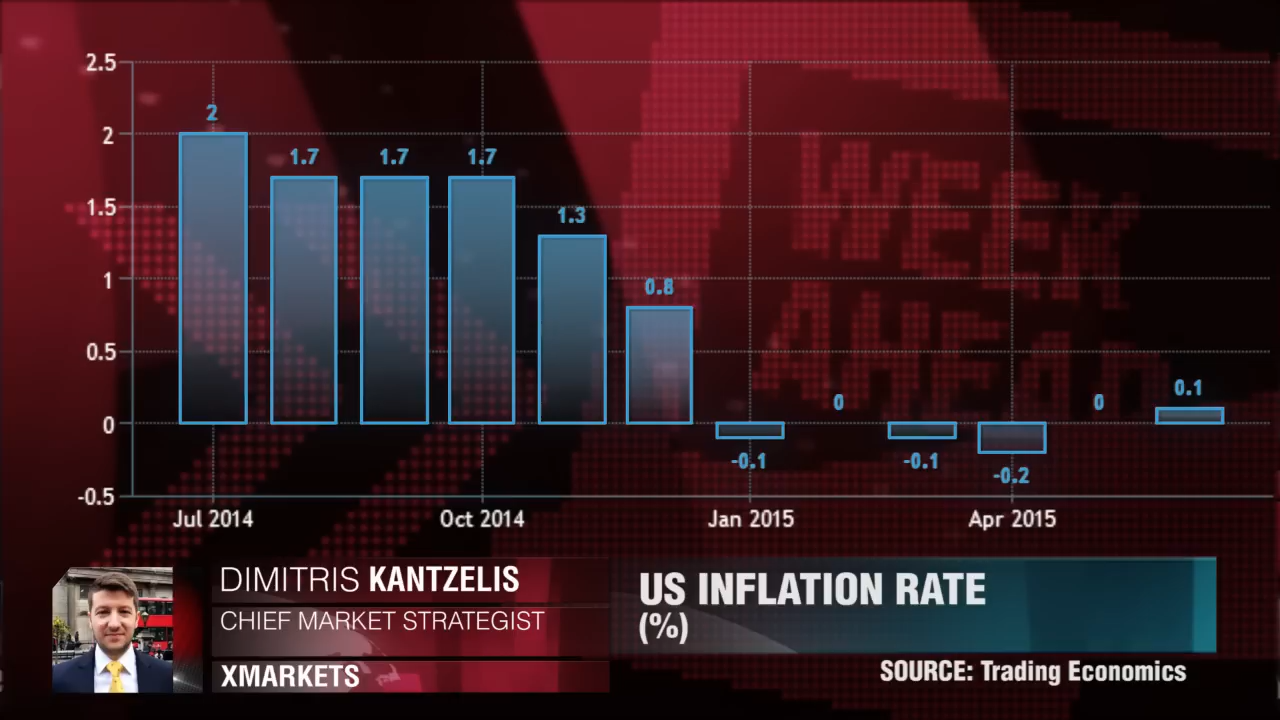 2.5
2
1.5
1
0.5
0
-0.5
2
1.7
1.7
1.7
1.3
0.8
-0.1
0
-0.1
-0.2
0
0.1
Jul 2014
Oct 2014
Jan 2015
Apr 2015
WEEK
AHEAD
DIMITRIS KANTZELIS
CHIEF MARKET STRATEGIST
XMARKETS
US INFLATION RATE
(%)
SOURCE: Trading Economics